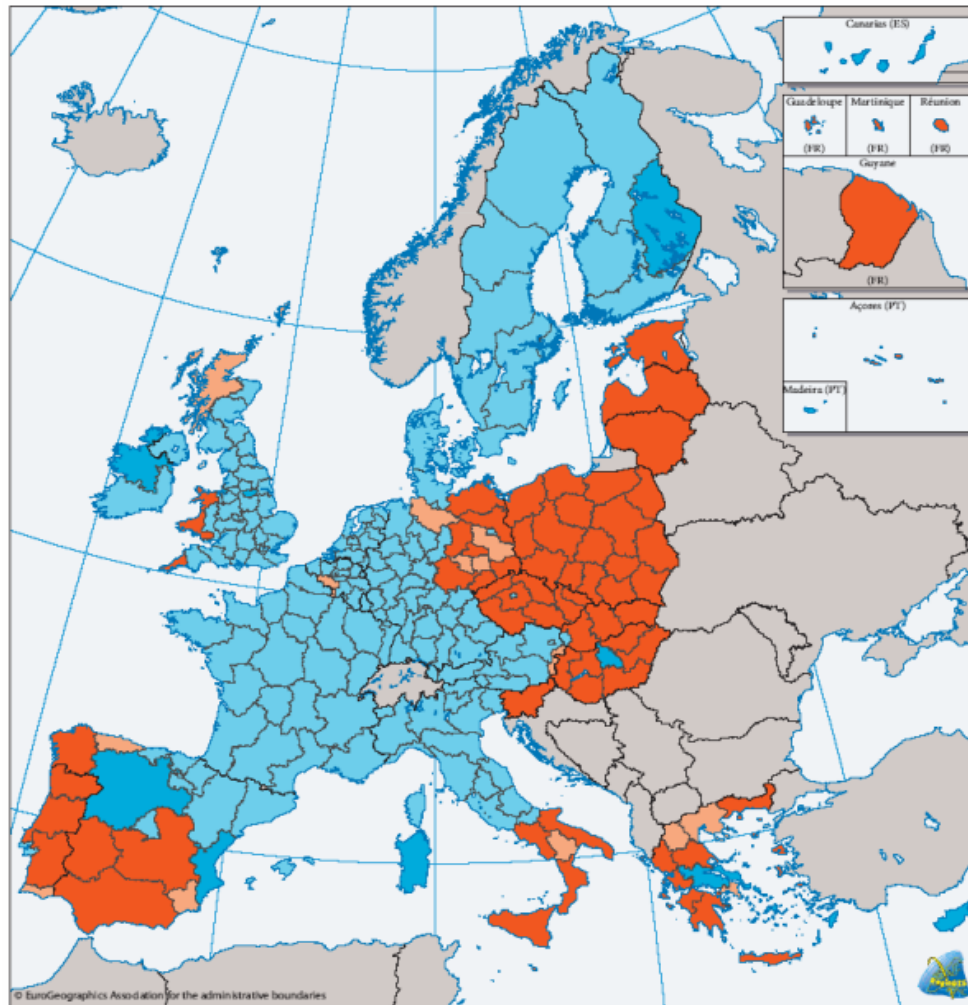 Canarias (ES)
Guadeloupe
Martinique
Réunion
(FR)
(FR)
(FR)
Guyane
(FR)
Açores (PT)
Madeira (PT)
© EuroGeographics Association for the administrative boundaries